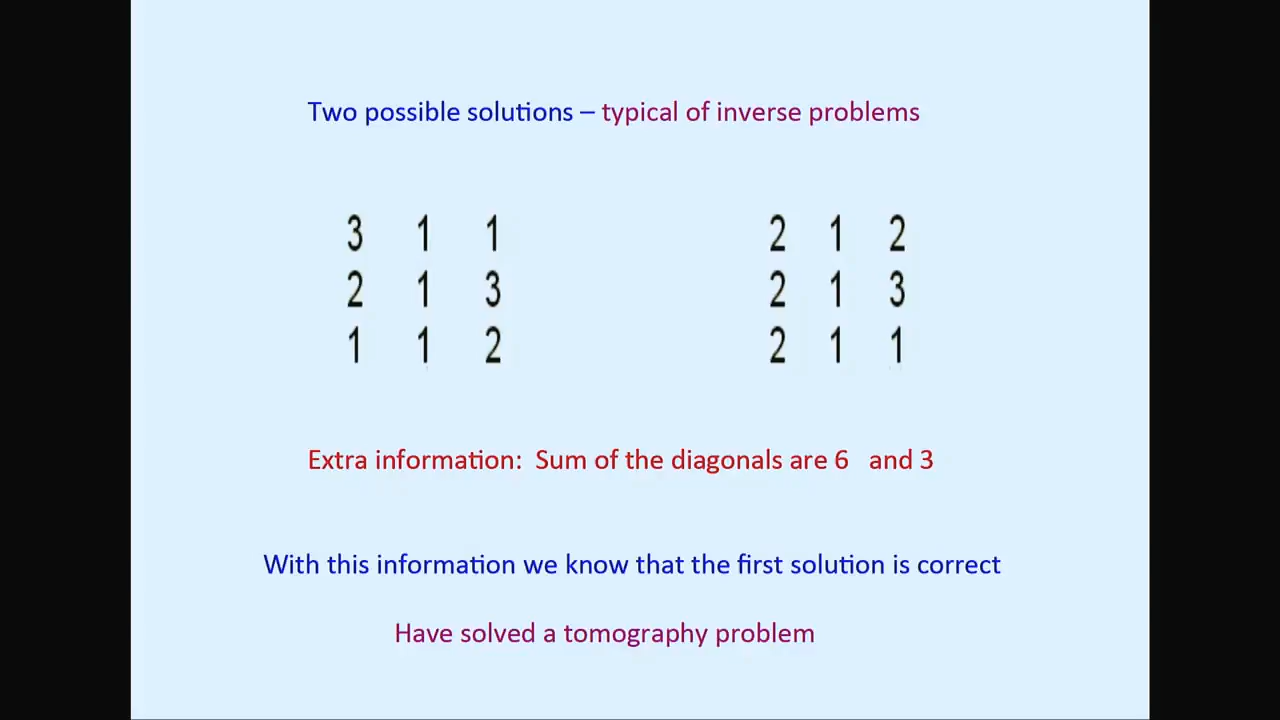 Two possible solutions – typical of inverse problems
3 1 1 2 1 2
2 1 3 2 1 3
1 1 2 2 1 1
Extra information: Sum of the diagonals are 6 and 3
With this information we know that the first solution is correct
Have solved a tomography problem